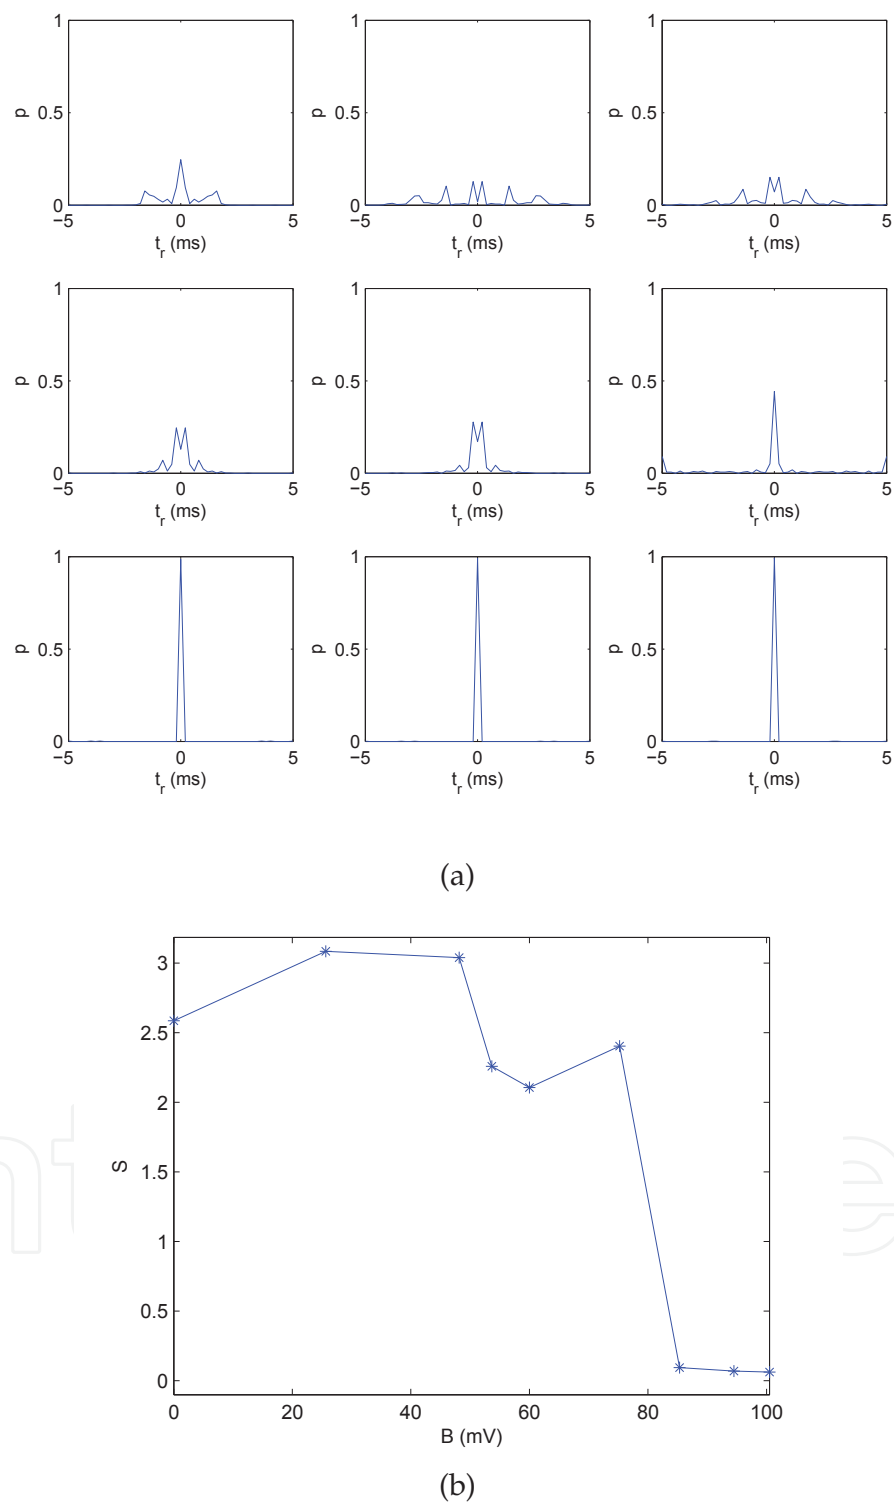 1 1 1
p 0.5 p 0.5 p 0.5
0 0 0
−5 0 5 −5 0 5 −5 0 5
t_r (ms) t_r (ms) t_r (ms)
1 1 1
p 0.5 p 0.5 p 0.5
0 0 0
−5 0 5 −5 0 5 −5 0 5
t_r (ms) t_r (ms) t_r (ms)
1 1 1
p 0.5 p 0.5 p 0.5
0 0 0
−5 0 5 −5 0 5 −5 0 5
t_r (ms) t_r (ms) t_r (ms)
(a)
3
2.5
2
1.5
S
1
0.5
0
0 20 40 60 80 100
B (mV)
(b)